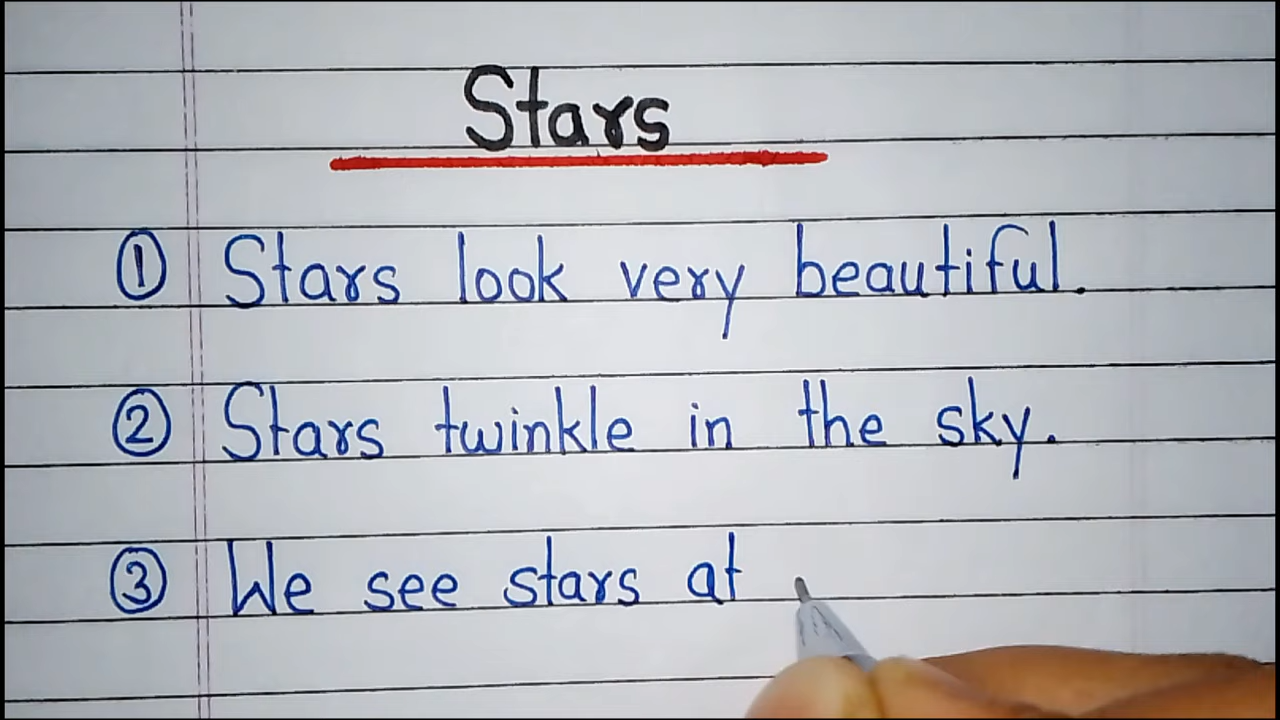 Stars
① Stars look very beautiful.
② Stars twinkle in the sky.
③ We see stars at